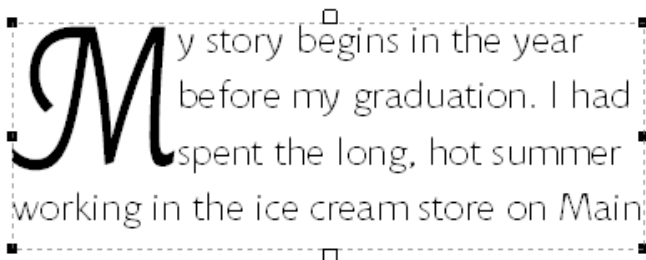 My story begins in the year
before my graduation. I had
spent the long, hot summer
working in the ice cream store on Main